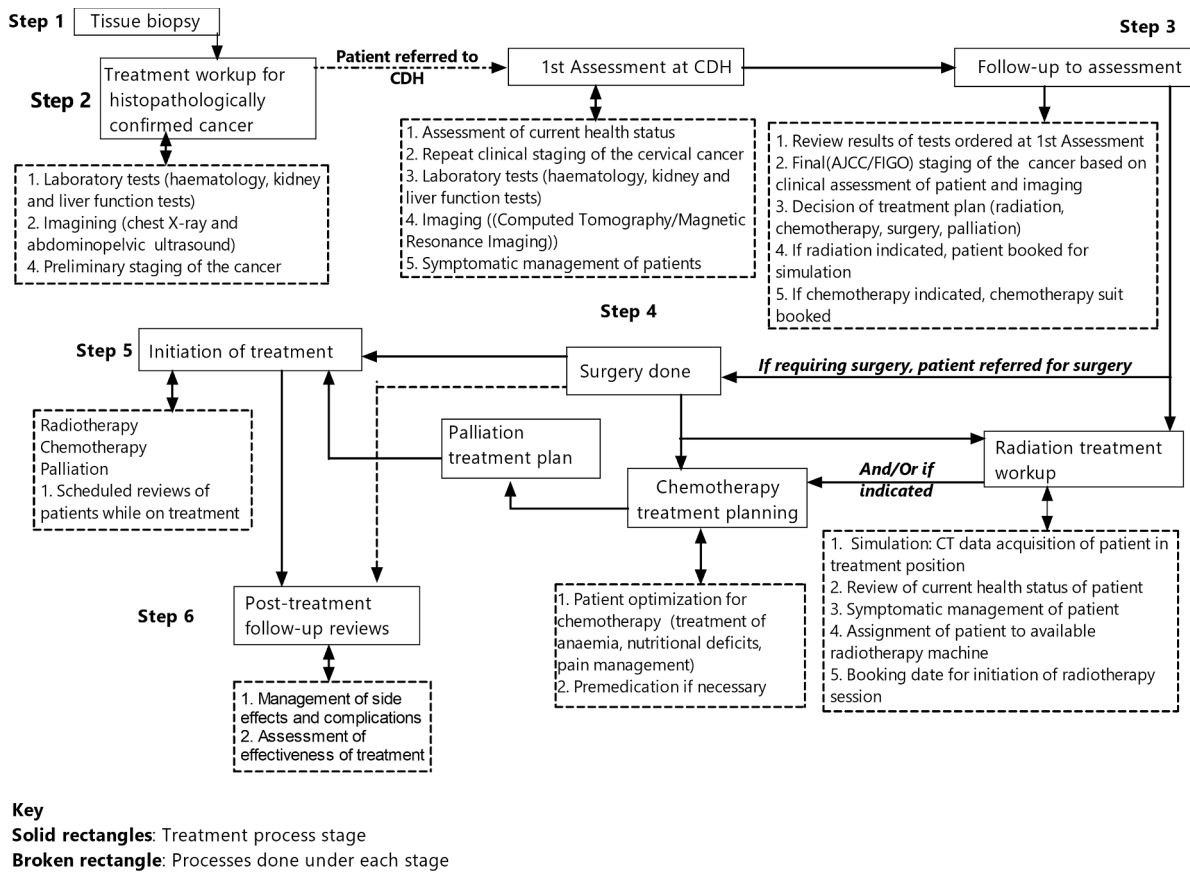 Step 1
Tissue biopsy
Step 2
Treatment workup for
histopathologically
confirmed cancer
1. Laboratory tests (haematology, kidney
and liver function tests)
2. Imagining (chest X-ray and
abdominopelvic ultrasound)
4. Preliminary staging of the cancer
Patient referred to
CDH
1st Assessment at CDH
1. Assessment of current health status
2. Repeat clinical staging of the cervical cancer
3. Laboratory tests (haematology, kidney and
liver function tests)
4. Imaging ((Computed Tomography/Magnetic
Resonance Imaging))
5. Symptomatic management of patients
Step 3
Follow-up to assessment
1. Review results of tests ordered at 1st Assessment
2. Final(AJCC/FIGO) staging of the cancer based on
clinical assessment of patient and imaging
3. Decision of treatment plan (radiation,
chemotherapy, surgery, palliation)
4. If radiation indicated, patient booked for
simulation
5. If chemotherapy indicated, chemotherapy suit
booked
Step 4
Surgery done
If requiring surgery, patient referred for surgery
Radiation treatment
workup
And/Or if
indicated
1. Simulation: CT data acquisition of patient in
treatment position
2. Review of current health status of patient
3. Symptomatic management of patient
4. Assignment of patient to available
radiotherapy machine
5. Booking date for initiation of radiotherapy
session
Chemotherapy
treatment planning
1. Patient optimization for
chemotherapy (treatment of
anaemia, nutritional deficits,
pain management)
2. Premedication if necessary
Palliation
treatment plan
Step 5
Initiation of treatment
Radiotherapy
Chemotherapy
Palliation
1. Scheduled reviews of
patients while on treatment
Step 6
Post-treatment
follow-up reviews
1. Management of side
effects and complications
2. Assessment of
effectiveness of treatment
Key
Solid rectangles: Treatment process stage
Broken rectangle: Processes done under each stage